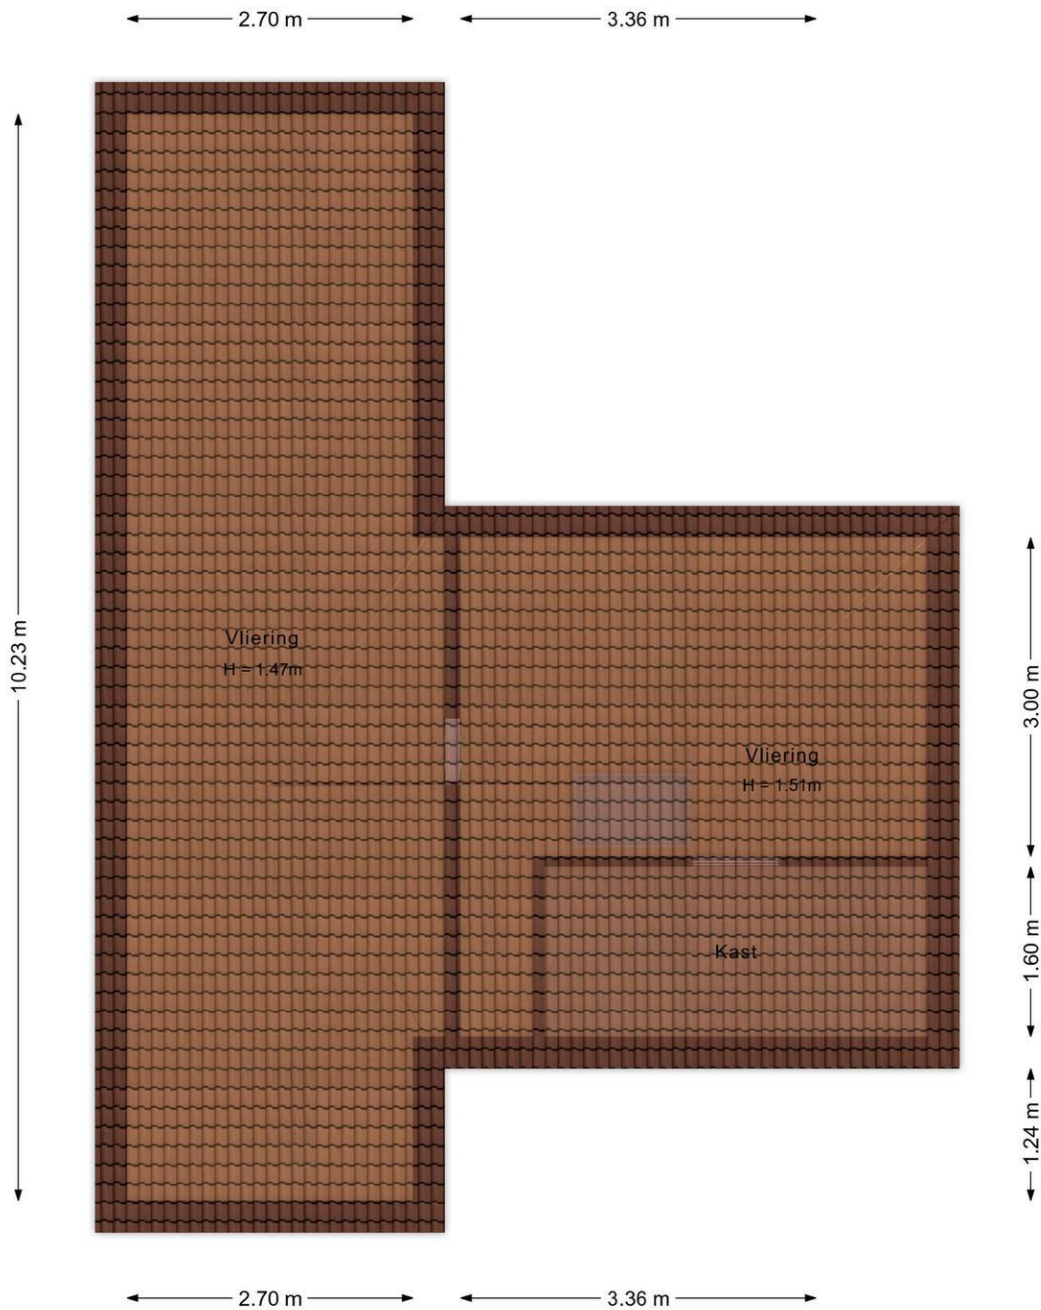 2.70 m
3.36 m
10.23 m
Vliering
H = 1.47m
3.00 m
Vliering
H = 1.51m
Kast
1.60 m
1.24 m
2.70 m
3.36 m